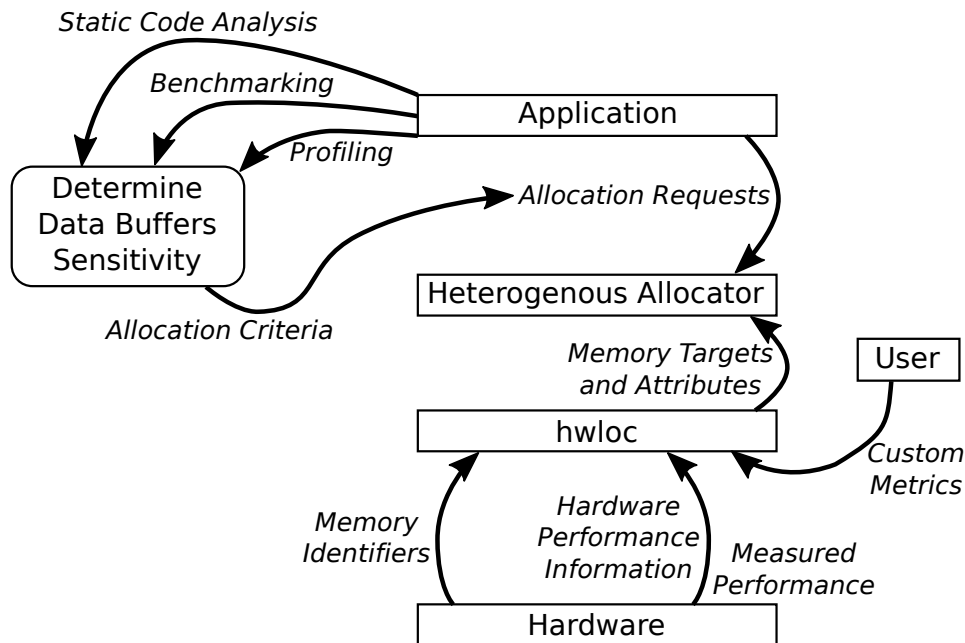 Static Code Analysis
Benchmarking
Application
Profiling
Determine
Data Buffers
Sensitivity
Allocation Requests
Heterogenous Allocator
Allocation Criteria
Memory Targets
and Attributes
User
hwloc
Custom
Metrics
Memory
Identifiers
Hardware
Performance
Information
Measured
Performance
Hardware